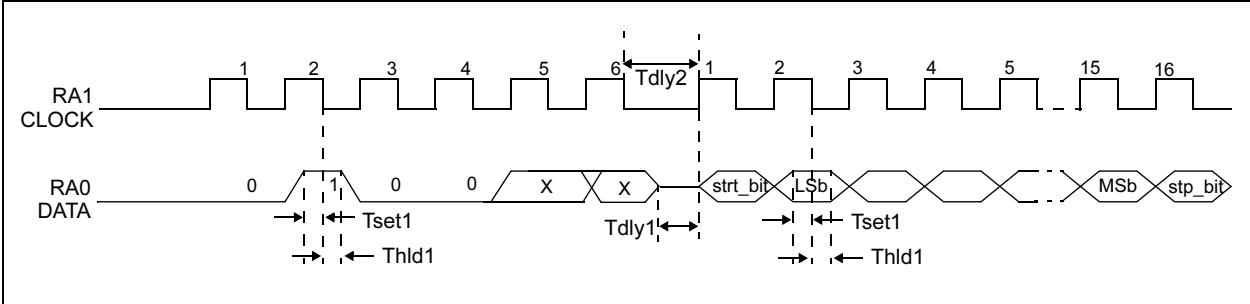 1 2 3 4 5 6 Tdly2 1 2 3 4 5 15 16
RA1
CLOCK
RA0
DATA
0 1 0 0 X X strt_bit LSb MSb stp_bit
Tset1 Tdly1 Tset1
Thld1 Thld1